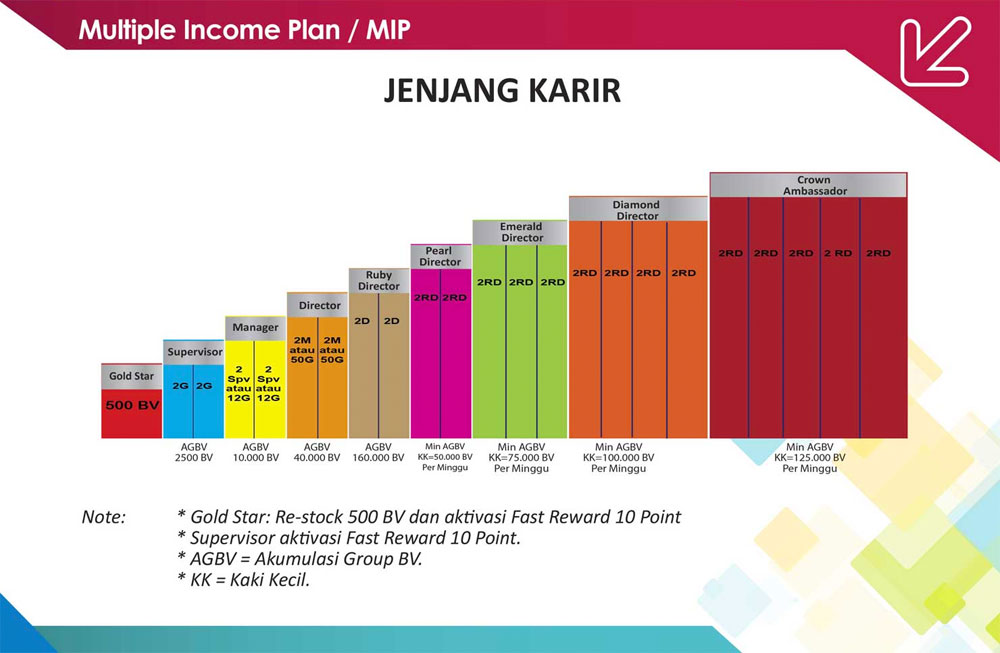 Multiple Income Plan / MIP
JENJANG KARIR
Gold Star
500 BV
Supervisor
2G 2G
AGBV
2500 BV
Manager
2 2
Spv Spv
atau atau
12G 12G
AGBV
10.000 BV
Director
2M 2M
atau atau
50G 50G
AGBV
40.000 BV
Ruby
Director
2D 2D
AGBV
160.000 BV
Pearl
Director
2RD 2RD
Min AGBV
KK=50.000 BV
Per Minggu
Emerald
Director
2RD 2RD 2RD
Min AGBV
KK=75.000 BV
Per Minggu
Diamond
Director
2RD 2RD 2RD 2RD
Min AGBV
KK=100.000 BV
Per Minggu
Crown
Ambassador
2RD 2RD 2RD 2 RD 2RD
Min AGBV
KK=125.000 BV
Per Minggu
Note: * Gold Star: Re-stock 500 BV dan aktivasi Fast Reward 10 Point
* Supervisor aktivasi Fast Reward 10 Point.
* AGBV = Akumulasi Group BV.
* KK = Kaki Kecil.